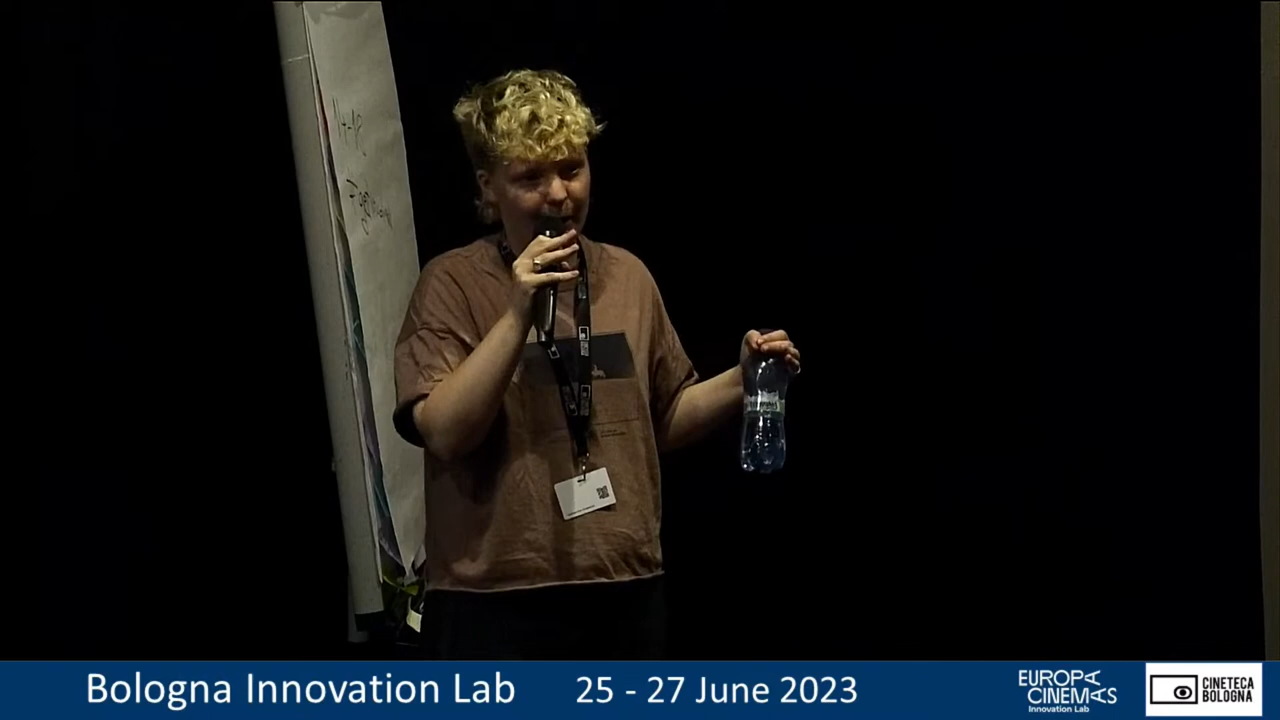 Bologna Innovation Lab
25 - 27 June 2023
EUROPA
CINEMAS
Innovation Lab
CINETECA
BOLOGNA